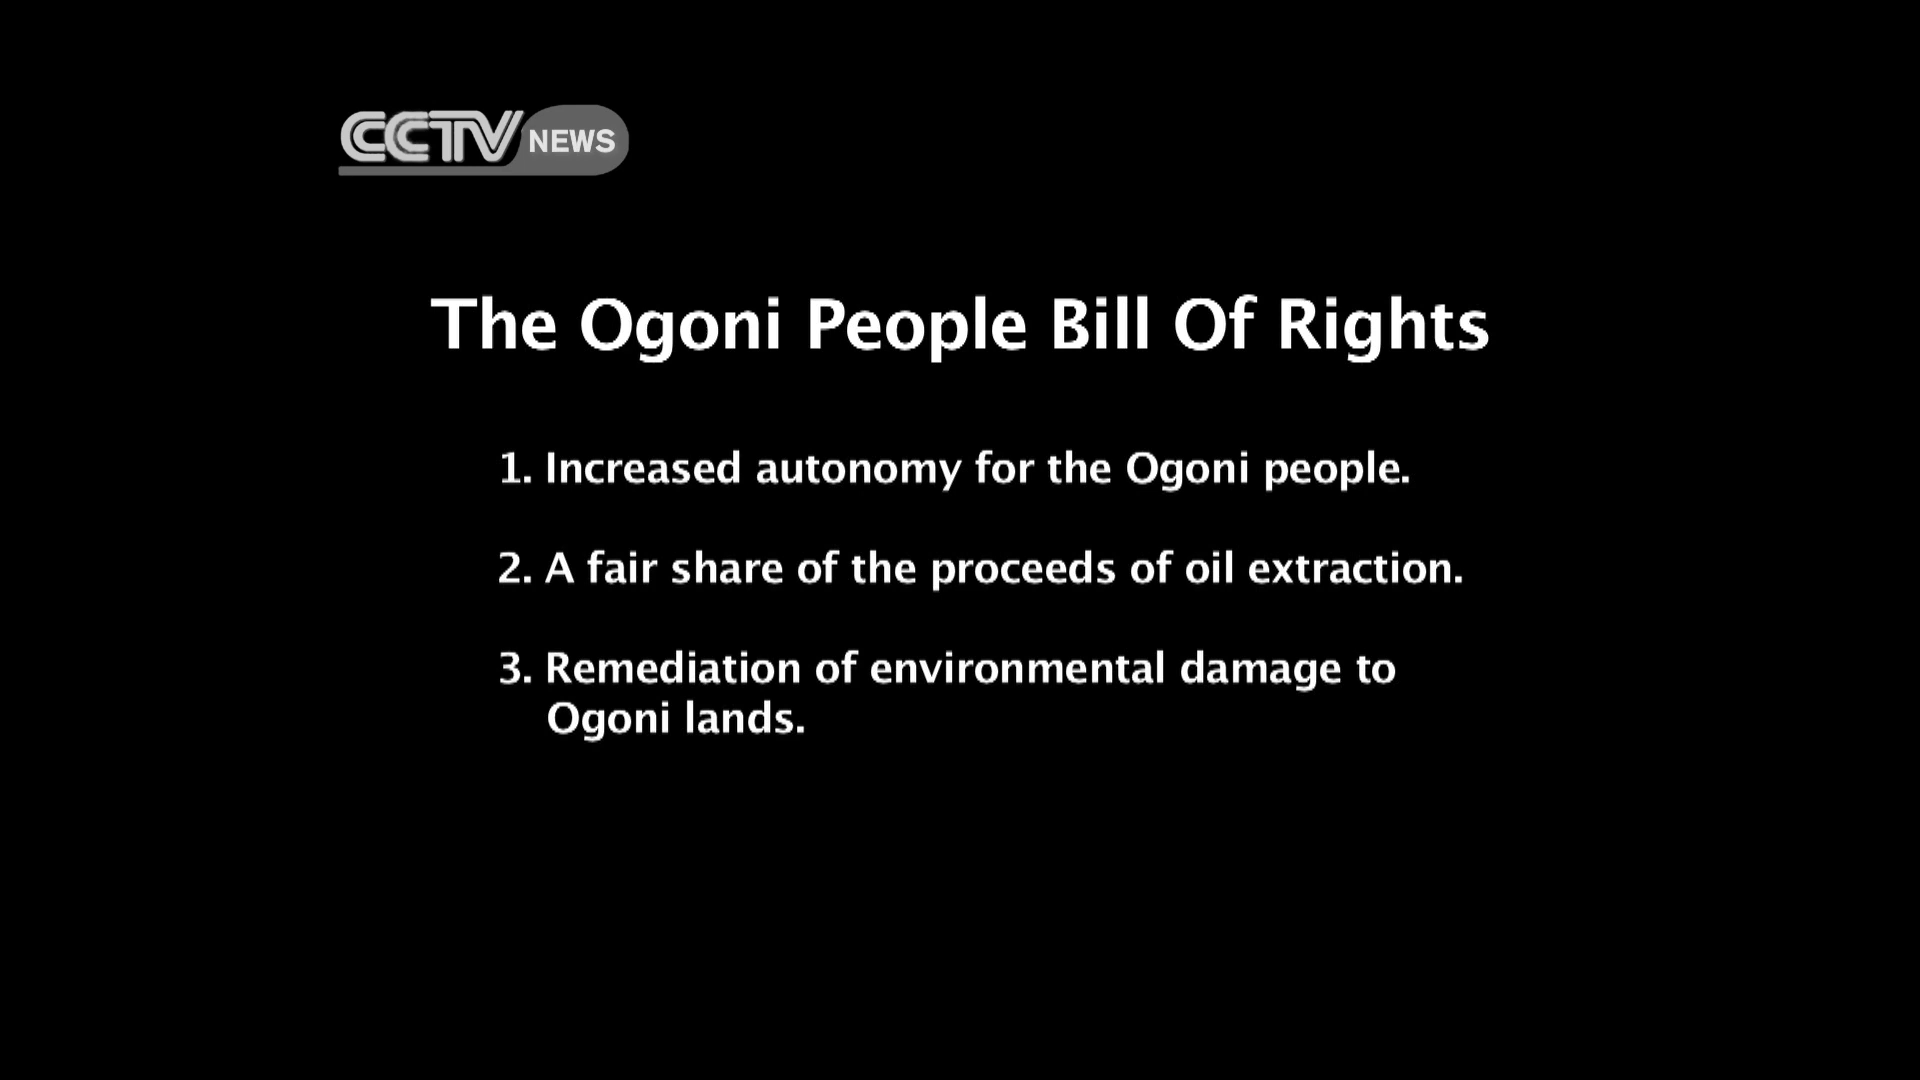 CCTV NEWS
The Ogoni People Bill Of Rights
1. Increased autonomy for the Ogoni people.
2. A fair share of the proceeds of oil extraction.
3. Remediation of environmental damage to
Ogoni lands.